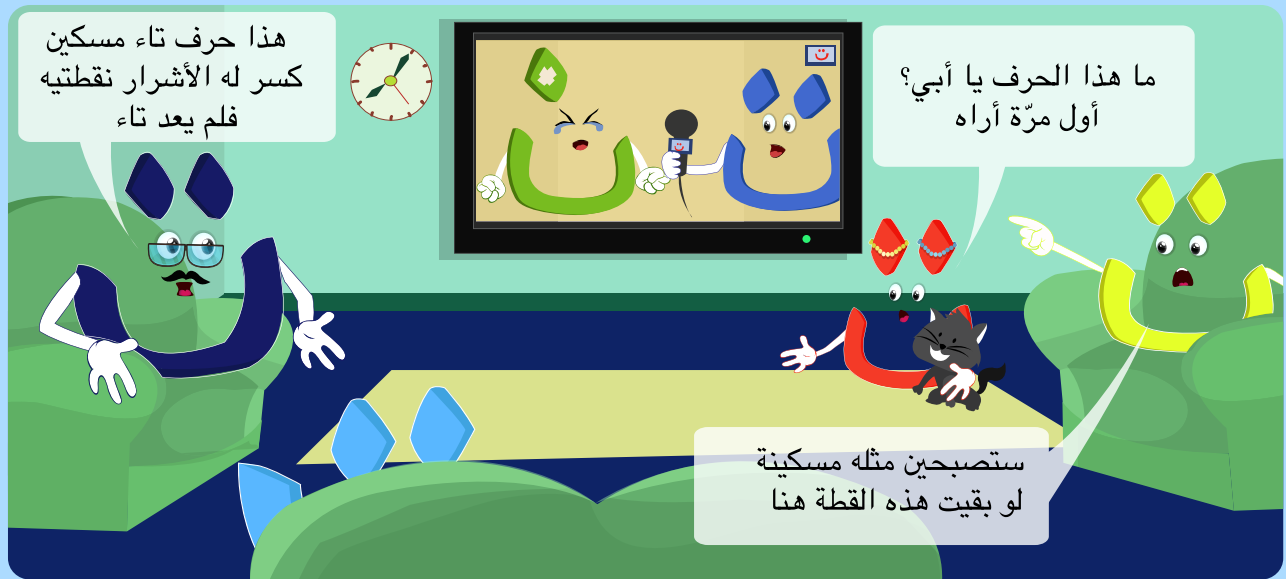 هذا حرف تاء مسكين
كسر له الأشرار نقطتيه
فلم يعد تاء
ما هذا الحرف يا أبي؟
أول مرّة أراه
ستصبحين مثله مسكينة
لو بقيت هذه القطة هنا